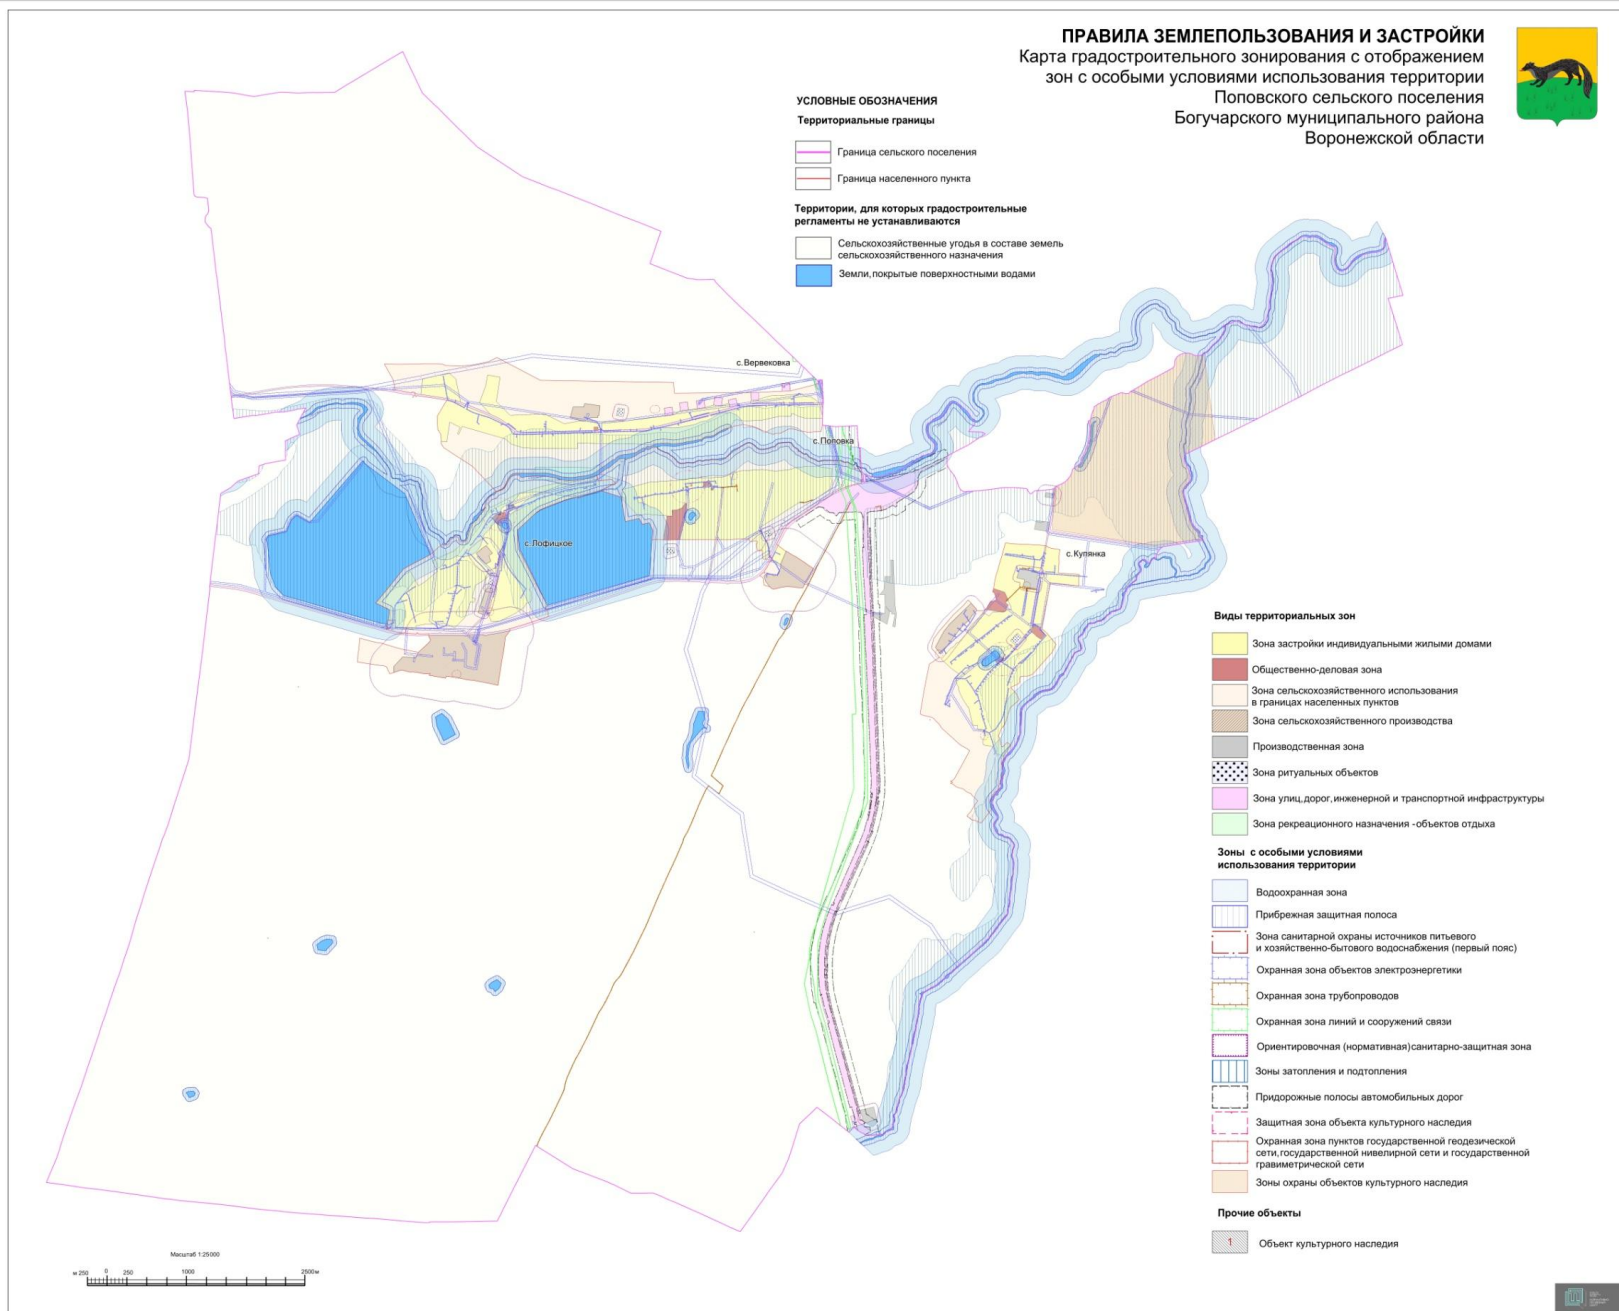 ПРАВИЛА ЗЕМЛЕПОЛЬЗОВАНИЯ И ЗАСТРОЙКИ
Карта градостроительного зонирования с отображением
зон с особыми условиями использования территории
Поповского сельского поселения
Богучарского муниципального района
Воронежской области
УСЛОВНЫЕ ОБОЗНАЧЕНИЯ
Территориальные границы
Граница сельского поселения
Граница населенного пункта
Территории, для которых градостроительные
регламенты не устанавливаются
Сельскохозяйственные угодья в составе земель
сельскохозяйственного назначения
Земли, покрытые поверхностными водами
с. Вервековка
с. Поповка
с. Лофицкое
с. Купянка
Виды территориальных зон
Зона застройки индивидуальными жилыми домами
Общественно-деловая зона
Зона сельскохозяйственного использования
в границах населенных пунктов
Зона сельскохозяйственного производства
Производственная зона
Зона ритуальных объектов
Зона улиц, дорог, инженерной и транспортной инфраструктуры
Зона рекреационного назначения - объектов отдыха
Зоны с особыми условиями
использования территории
Водоохранная зона
Прибрежная защитная полоса
Зона санитарной охраны источников питьевого
и хозяйственно-бытового водоснабжения (первый пояс)
Охранная зона объектов электроэнергетики
Охранная зона трубопроводов
Охранная зона линий и сооружений связи
Ориентировочная (нормативная) санитарно-защитная зона
Зоны затопления и подтопления
Придорожные полосы автомобильных дорог
Защитная зона объекта культурного наследия
Охранная зона пунктов государственной геодезической
сети, государственной нивелирной сети и государственной
гравиметрической сети
Зоны охраны объектов культурного наследия
Прочие объекты
1 Объект культурного наследия
Масштаб 1:25000
м 250 0 250 1000 2500м